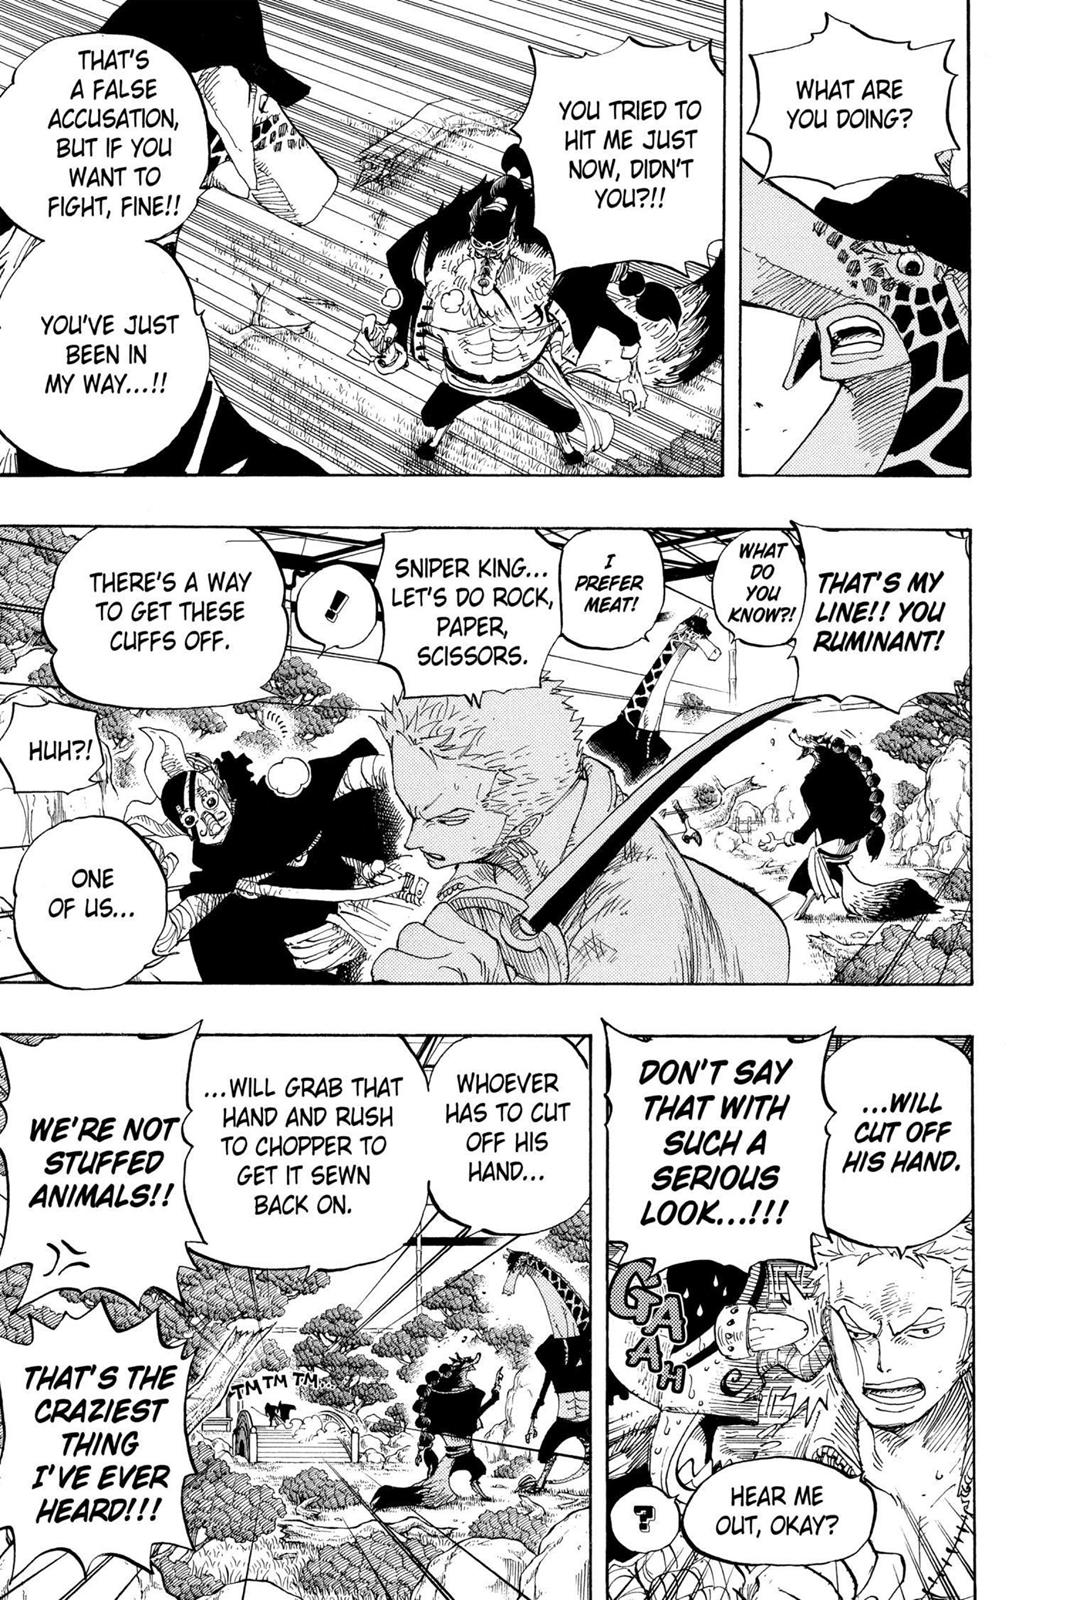 WHAT ARE
YOU DOING?
YOU TRIED TO
HIT ME JUST
NOW, DIDN'T
YOU?!!
THAT'S
A FALSE
ACCUSATION,
BUT IF YOU
WANT TO
FIGHT, FINE!!
YOU'VE JUST
BEEN IN
MY WAY...!!
THAT'S MY
LINE!! YOU
RUMINANT!
WHAT
DO
YOU
KNOW?!
I
PREFER
MEAT!
SNIPER KING...
LET'S DO ROCK,
PAPER,
SCISSORS.
!
THERE'S A WAY
TO GET THESE
CUFFS OFF.
HUH?!
ONE
OF US...
...WILL
CUT OFF
HIS HAND.
DON'T SAY
THAT WITH
SUCH A
SERIOUS
LOOK...!!!
GAAAH
HEAR ME
OUT, OKAY?
?
WHOEVER
HAS TO CUT
OFF HIS
HAND...
...WILL GRAB THAT
HAND AND RUSH
TO CHOPPER TO
GET IT SEWN
BACK ON.
TM TM TM...
WE'RE NOT
STUFFED
ANIMALS!!
THAT'S THE
CRAZIEST
THING
I'VE EVER
HEARD!!!